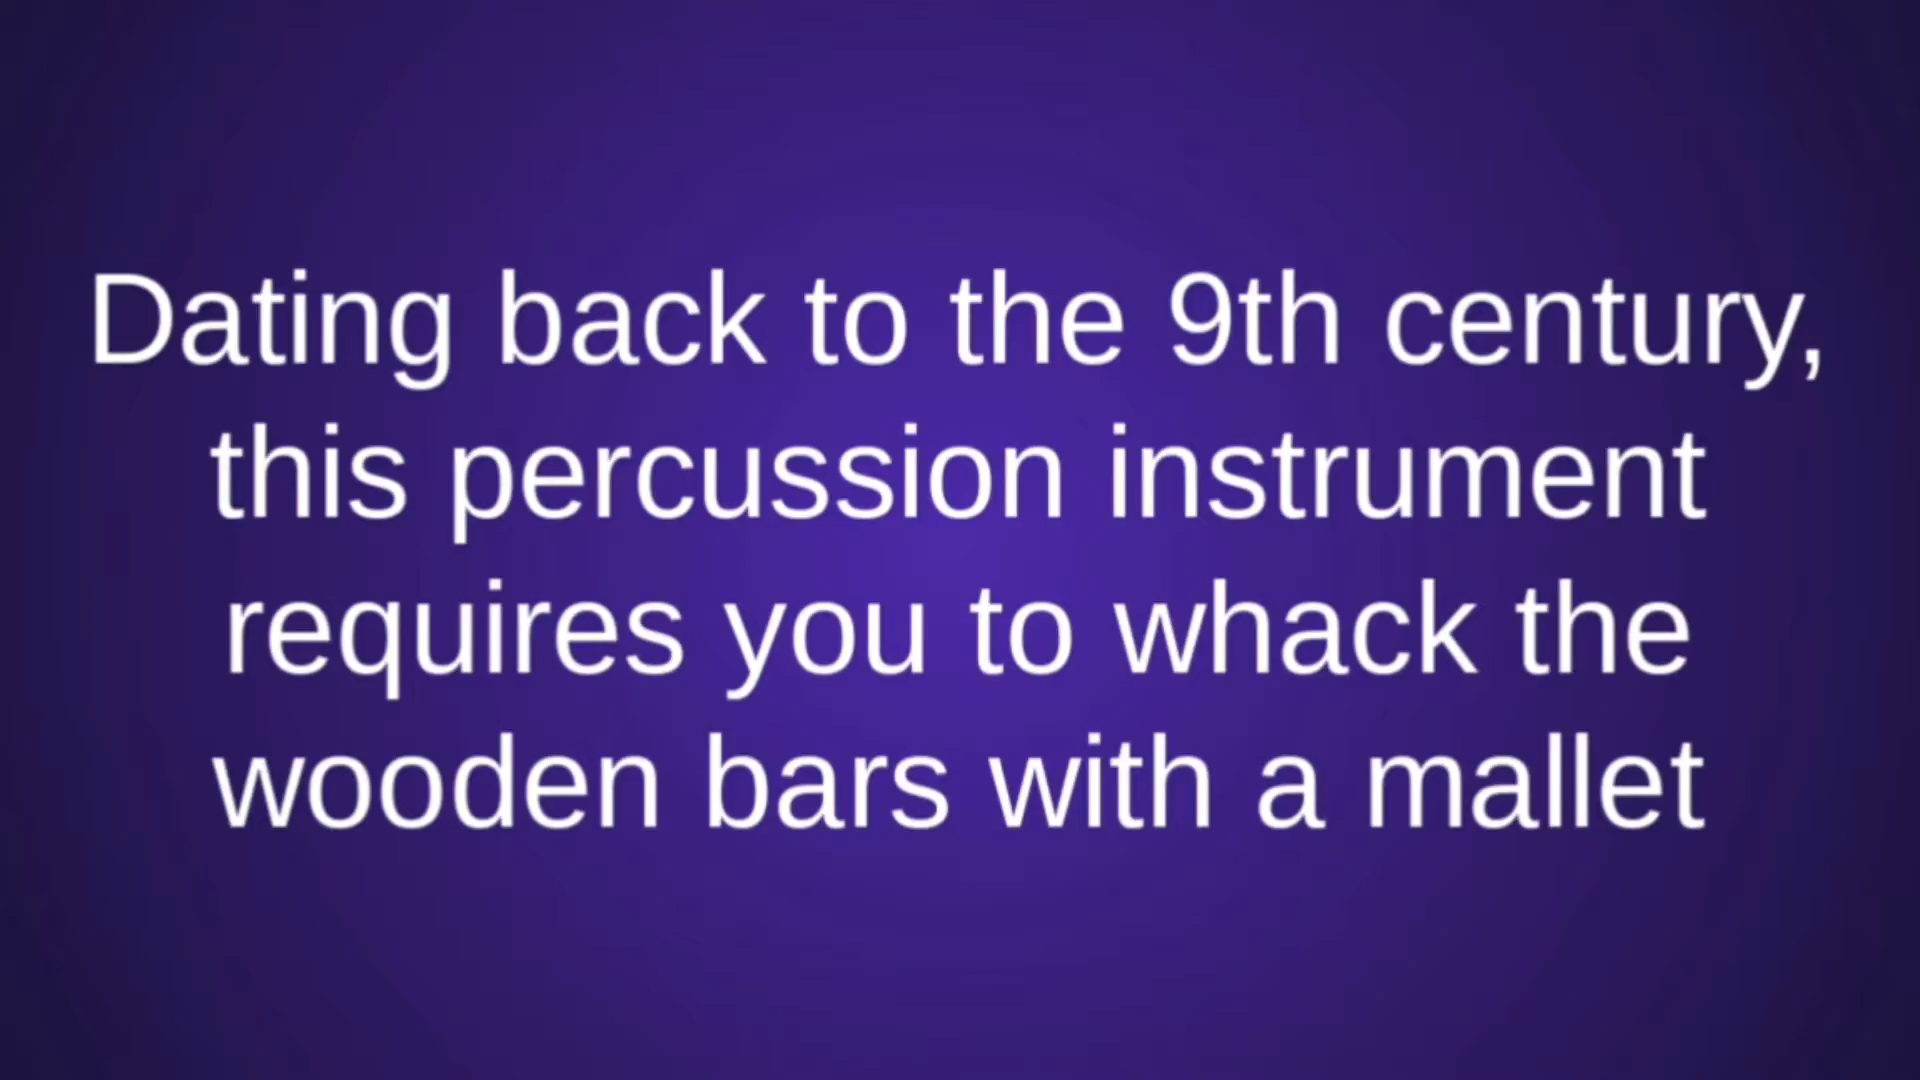 Dating back to the 9th century,
this percussion instrument
requires you to whack the
wooden bars with a mallet